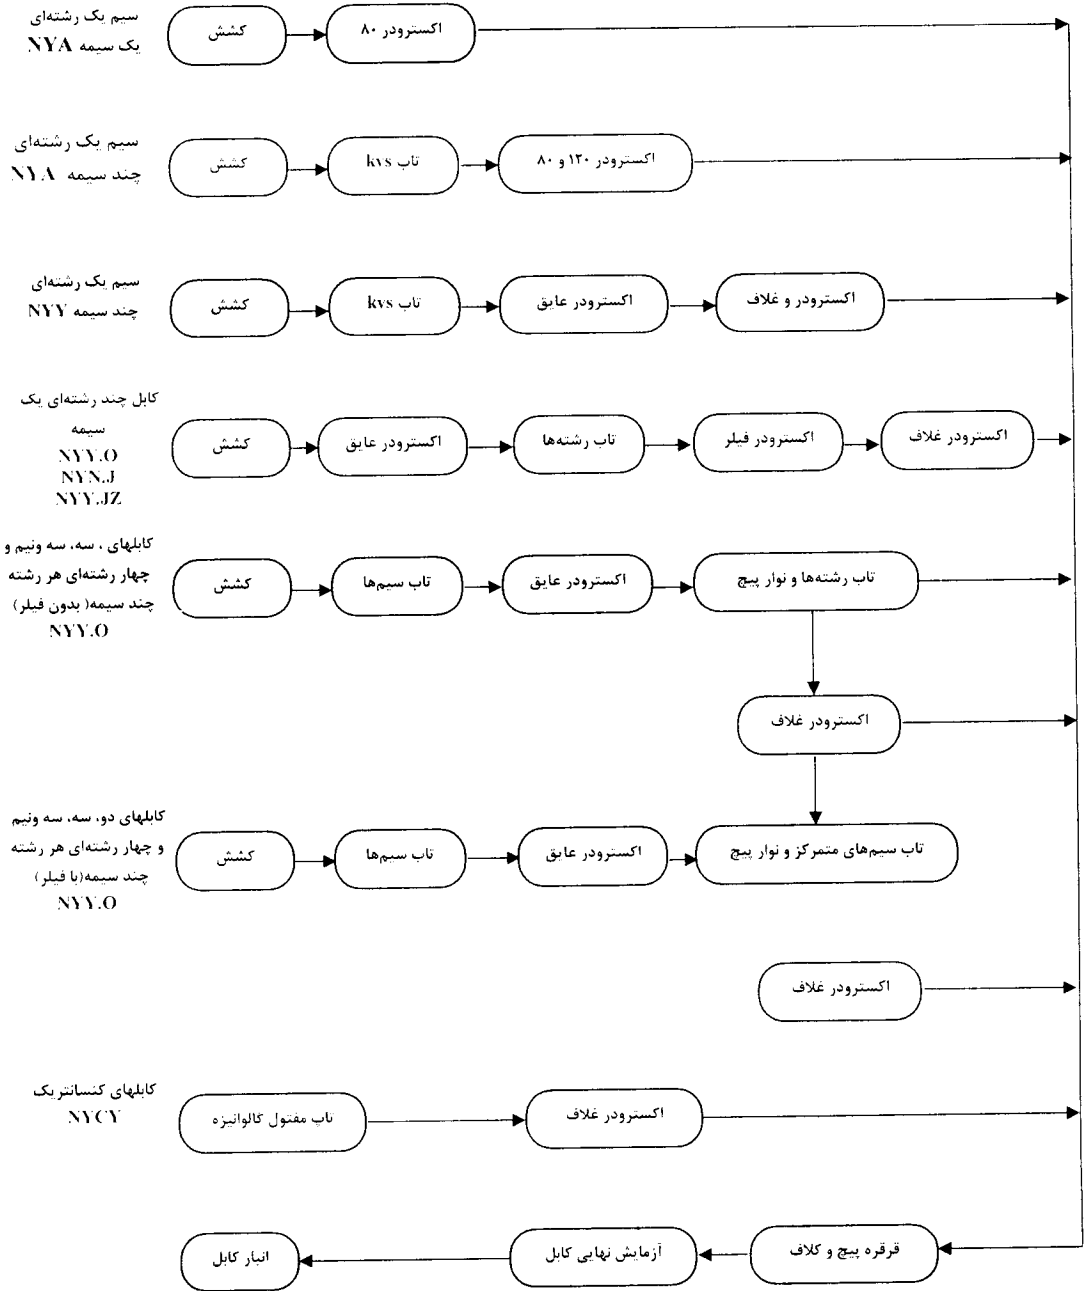 سیم یک رشته‌ای
یک سیمه NYA
کشش
اکسترودر ۸۰
سیم یک رشته‌ای
چند سیمه NYA
کشش
تاب kvs
اکسترودر ۱۲۰ و ۸۰
سیم یک رشته‌ای
چند سیمه NYY
کشش
تاب kvs
اکسترودر عایق
اکسترودر و غلاف
کابل چند رشته‌ای یک
سیمه
NYY.O
NYN.J
NYY.JZ
کشش
اکسترودر عایق
تاب رشته‌ها
اکسترودر فیلر
اکسترودر غلاف
کابلهای ، سه، سه ونیم و
چهار رشته‌ای هر رشته
چند سیمه( بدون فیلر)
NYY.O
کشش
تاب سیم‌ها
اکسترودر عایق
تاب رشته‌ها و نوار پیچ
اکسترودر غلاف
کابلهای دو، سه، سه ونیم
و چهار رشته‌ای هر رشته
چند سیمه(با فیلر)
NYY.O
کشش
تاب سیم‌ها
اکسترودر عایق
تاب سیم‌های متمرکز و نوار پیچ
اکسترودر غلاف
کابلهای کنسانتریک
NYCY
تاب مفتول گالوانیزه
اکسترودر غلاف
قرقره پیچ و کلاف
آزمایش نهایی کابل
انبار کابل